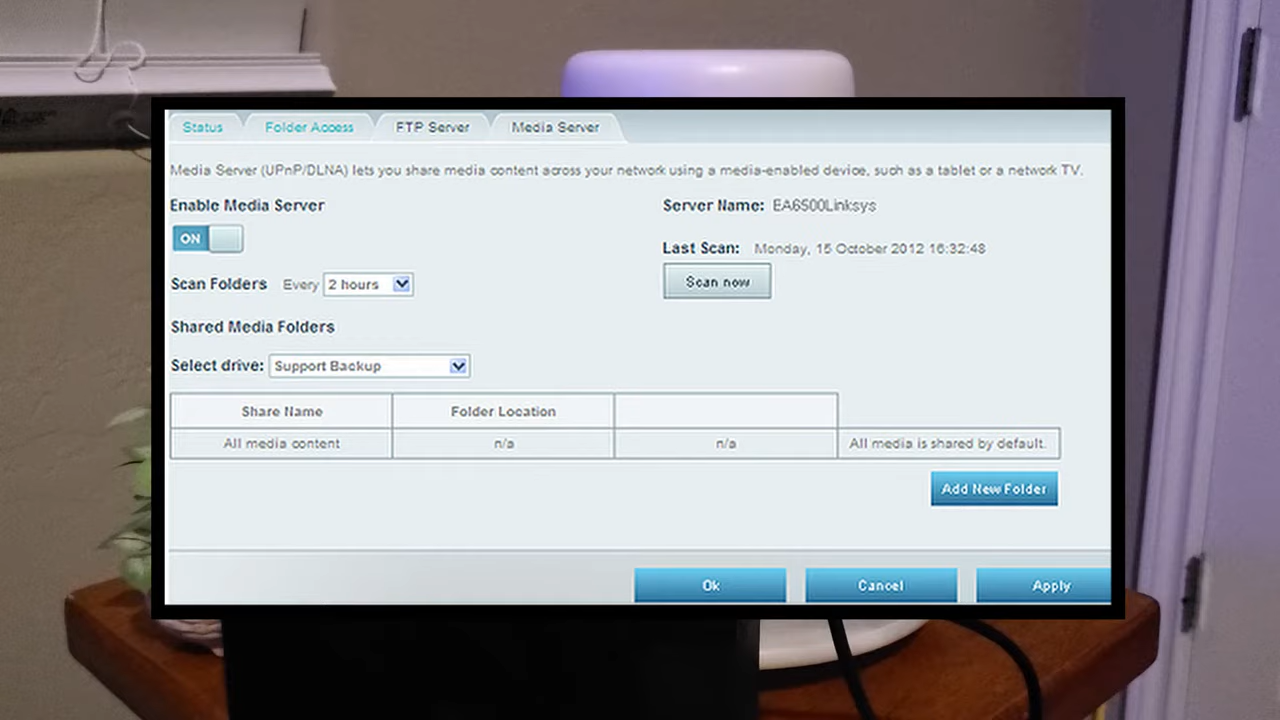 Status Folder Access FTP Server Media Server
Media Server (UPnP/DLNA) lets you share media content across your network using a media-enabled device, such as a tablet or a network TV.
Enable Media Server
Server Name: EA6500Linksys
ON
Last Scan: Monday, 15 October 2012 16:32:48
Scan now
Scan Folders Every 2 hours
Shared Media Folders
Select drive: Support Backup
Share Name Folder Location
All media content n/a n/a All media is shared by default.
Add New Folder
Ok Cancel Apply